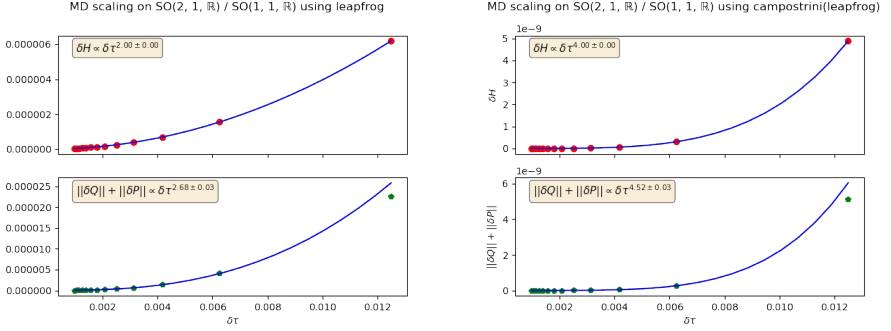 MD scaling on SO(2, 1, ℝ) / SO(1, 1, ℝ) using leapfrog
0.000006
0.000004
0.000002
0.000000
δH ∝ δτ^2.00 ± 0.00
0.000025
0.000020
0.000015
0.000010
0.000005
0.000000
||δQ|| + ||δP|| ∝ δτ^2.68 ± 0.03
0.002 0.004 0.006 0.008 0.010 0.012
δτ
MD scaling on SO(2, 1, ℝ) / SO(1, 1, ℝ) using campostrini(leapfrog)
1e−9
5
4
3
2
1
0
δH
δH ∝ δτ^4.00 ± 0.00
1e−9
6
4
2
0
||δQ|| + ||δP||
||δQ|| + ||δP|| ∝ δτ^4.52 ± 0.03
0.002 0.004 0.006 0.008 0.010 0.012
δτ